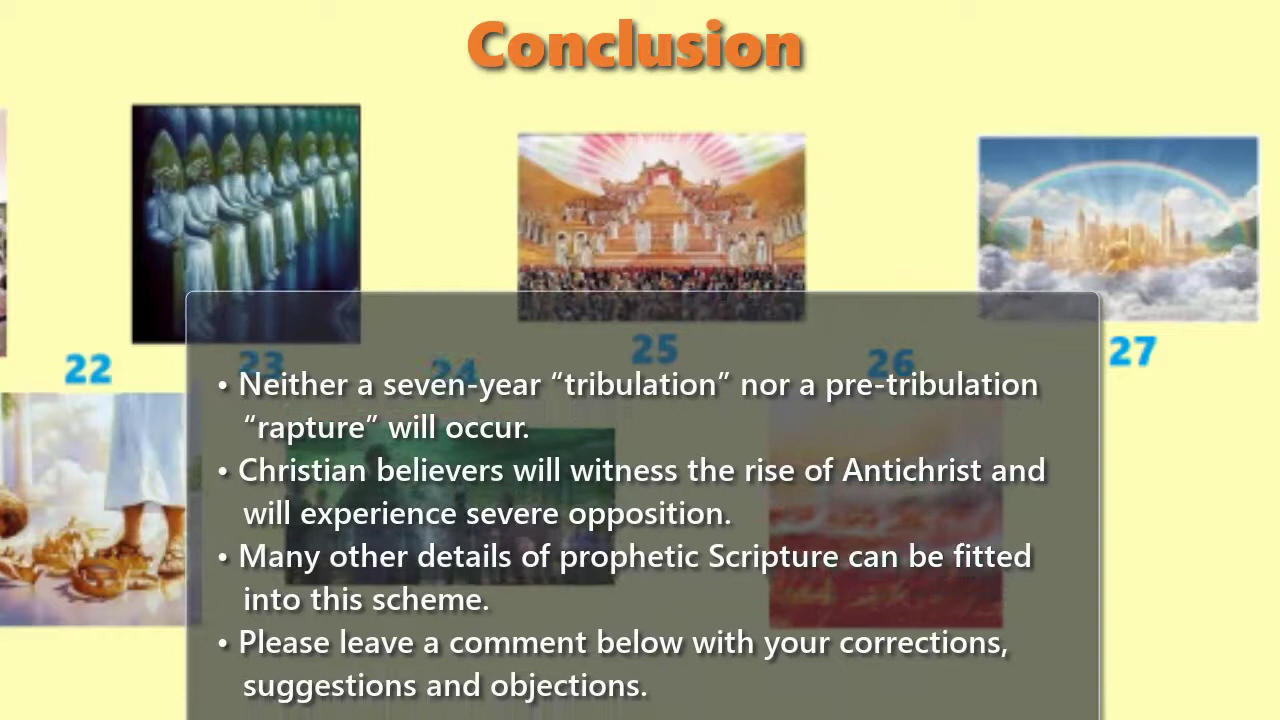 Conclusion
22
23
24
25
26
27
• Neither a seven-year “tribulation” nor a pre-tribulation
“rapture” will occur.
• Christian believers will witness the rise of Antichrist and
will experience severe opposition.
• Many other details of prophetic Scripture can be fitted
into this scheme.
• Please leave a comment below with your corrections,
suggestions and objections.